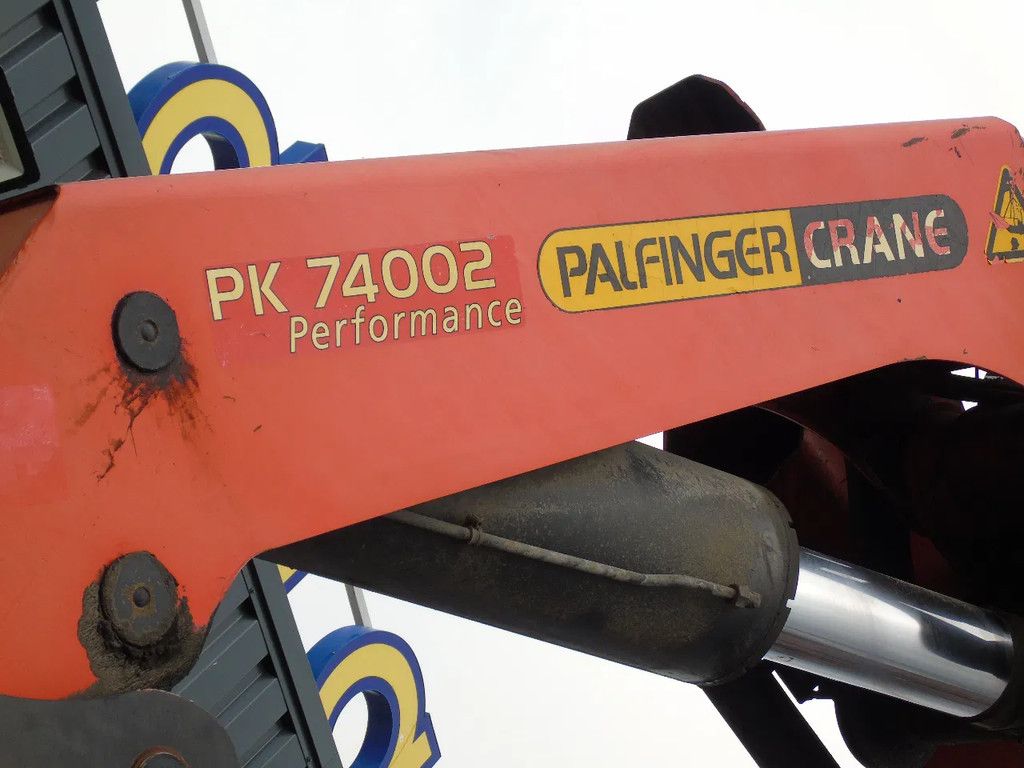 PK 74002
Performance
PALFINGER CRANE